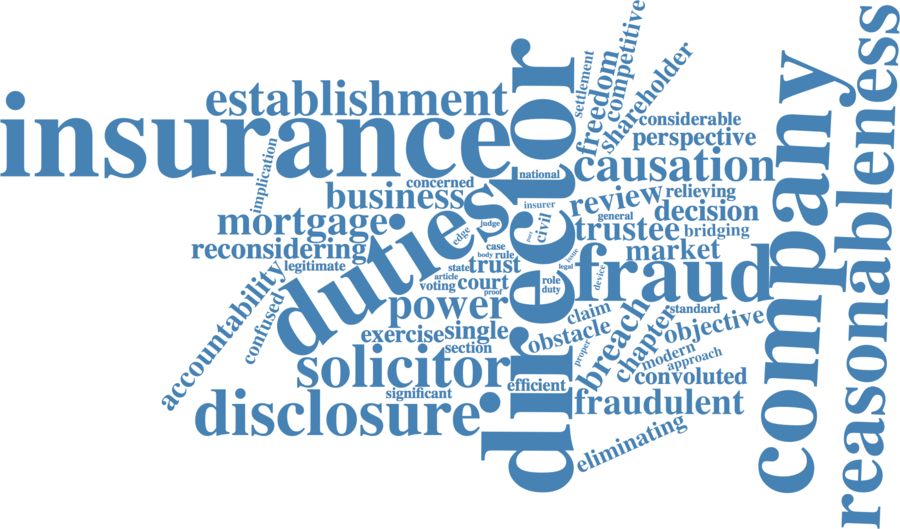 insurance
establishment
director
company
reasonableness
duties
fraud
solicitor
disclosure
causation
competitive
freedom
settlement
shareholder
considerable
perspective
implication
concerned
national
business
review
relieving
mortgage
insurer
general
decision
judge
edge
civil
part
trustee
bridging
reconsidering
case
rule
body
market
legitimate
state
trust
legal
issue
article
voting
court
proof
role
duty
device
accountability
confused
power
breach
claim
chapter
standard
exercise
single
obstacle
objective
section
proper
modern
approach
convoluted
efficient
significant
fraudulent
eliminating